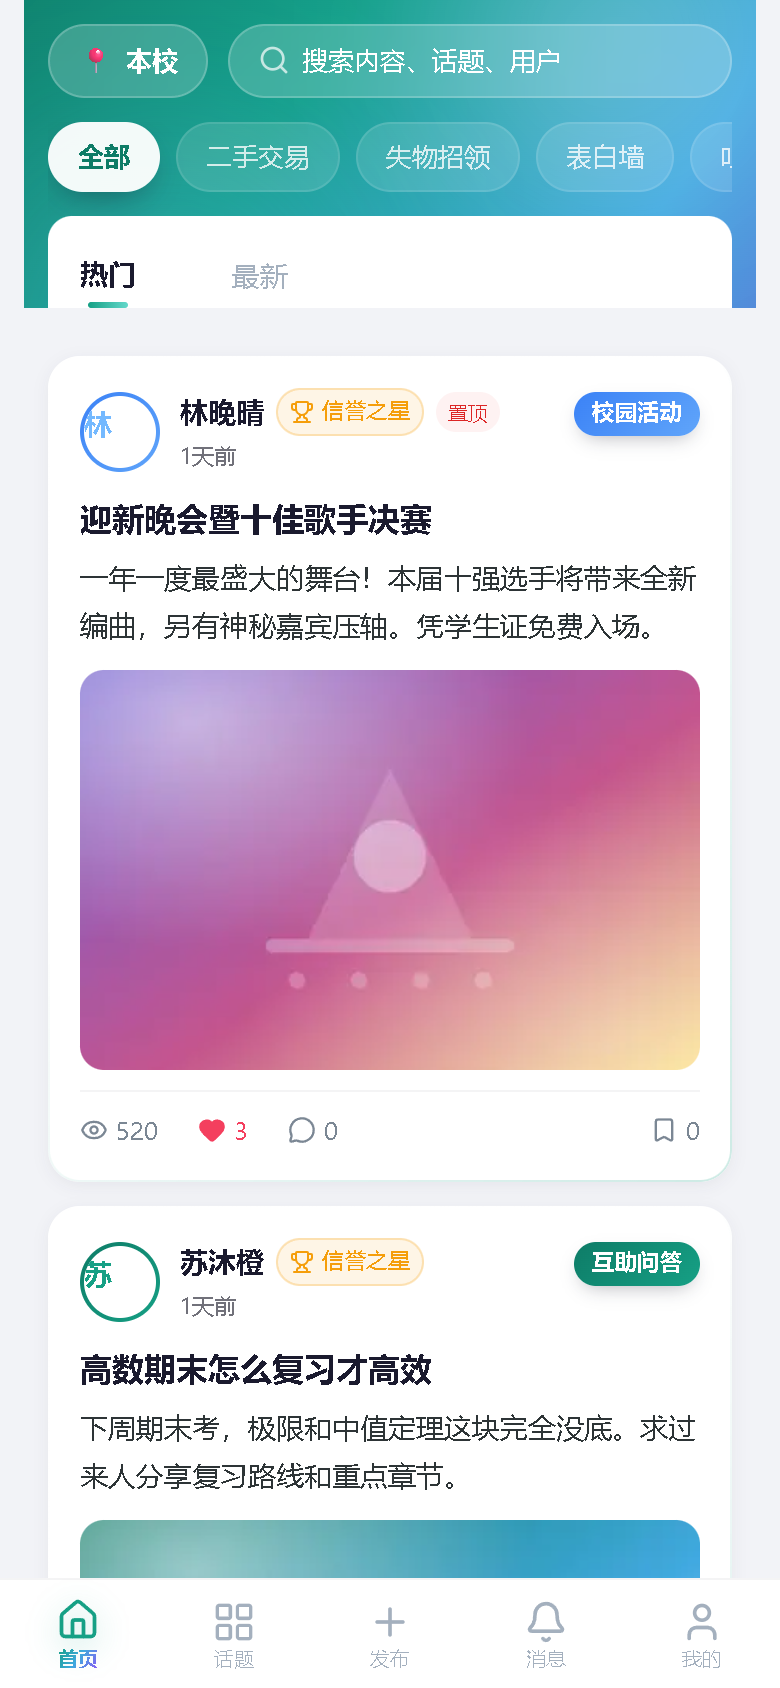 本校
搜索内容、话题、用户
全部 二手交易 失物招领 表白墙
热门 最新
林
林晚晴 信誉之星 置顶 校园活动
1天前
迎新晚会暨十佳歌手决赛
一年一度最盛大的舞台！本届十强选手将带来全新
编曲，另有神秘嘉宾压轴。凭学生证免费入场。
520 3 0 0
苏
苏沐橙 信誉之星 互助问答
1天前
高数期末怎么复习才高效
下周期末考，极限和中值定理这块完全没底。求过
来人分享复习路线和重点章节。
首页 话题 发布 消息 我的